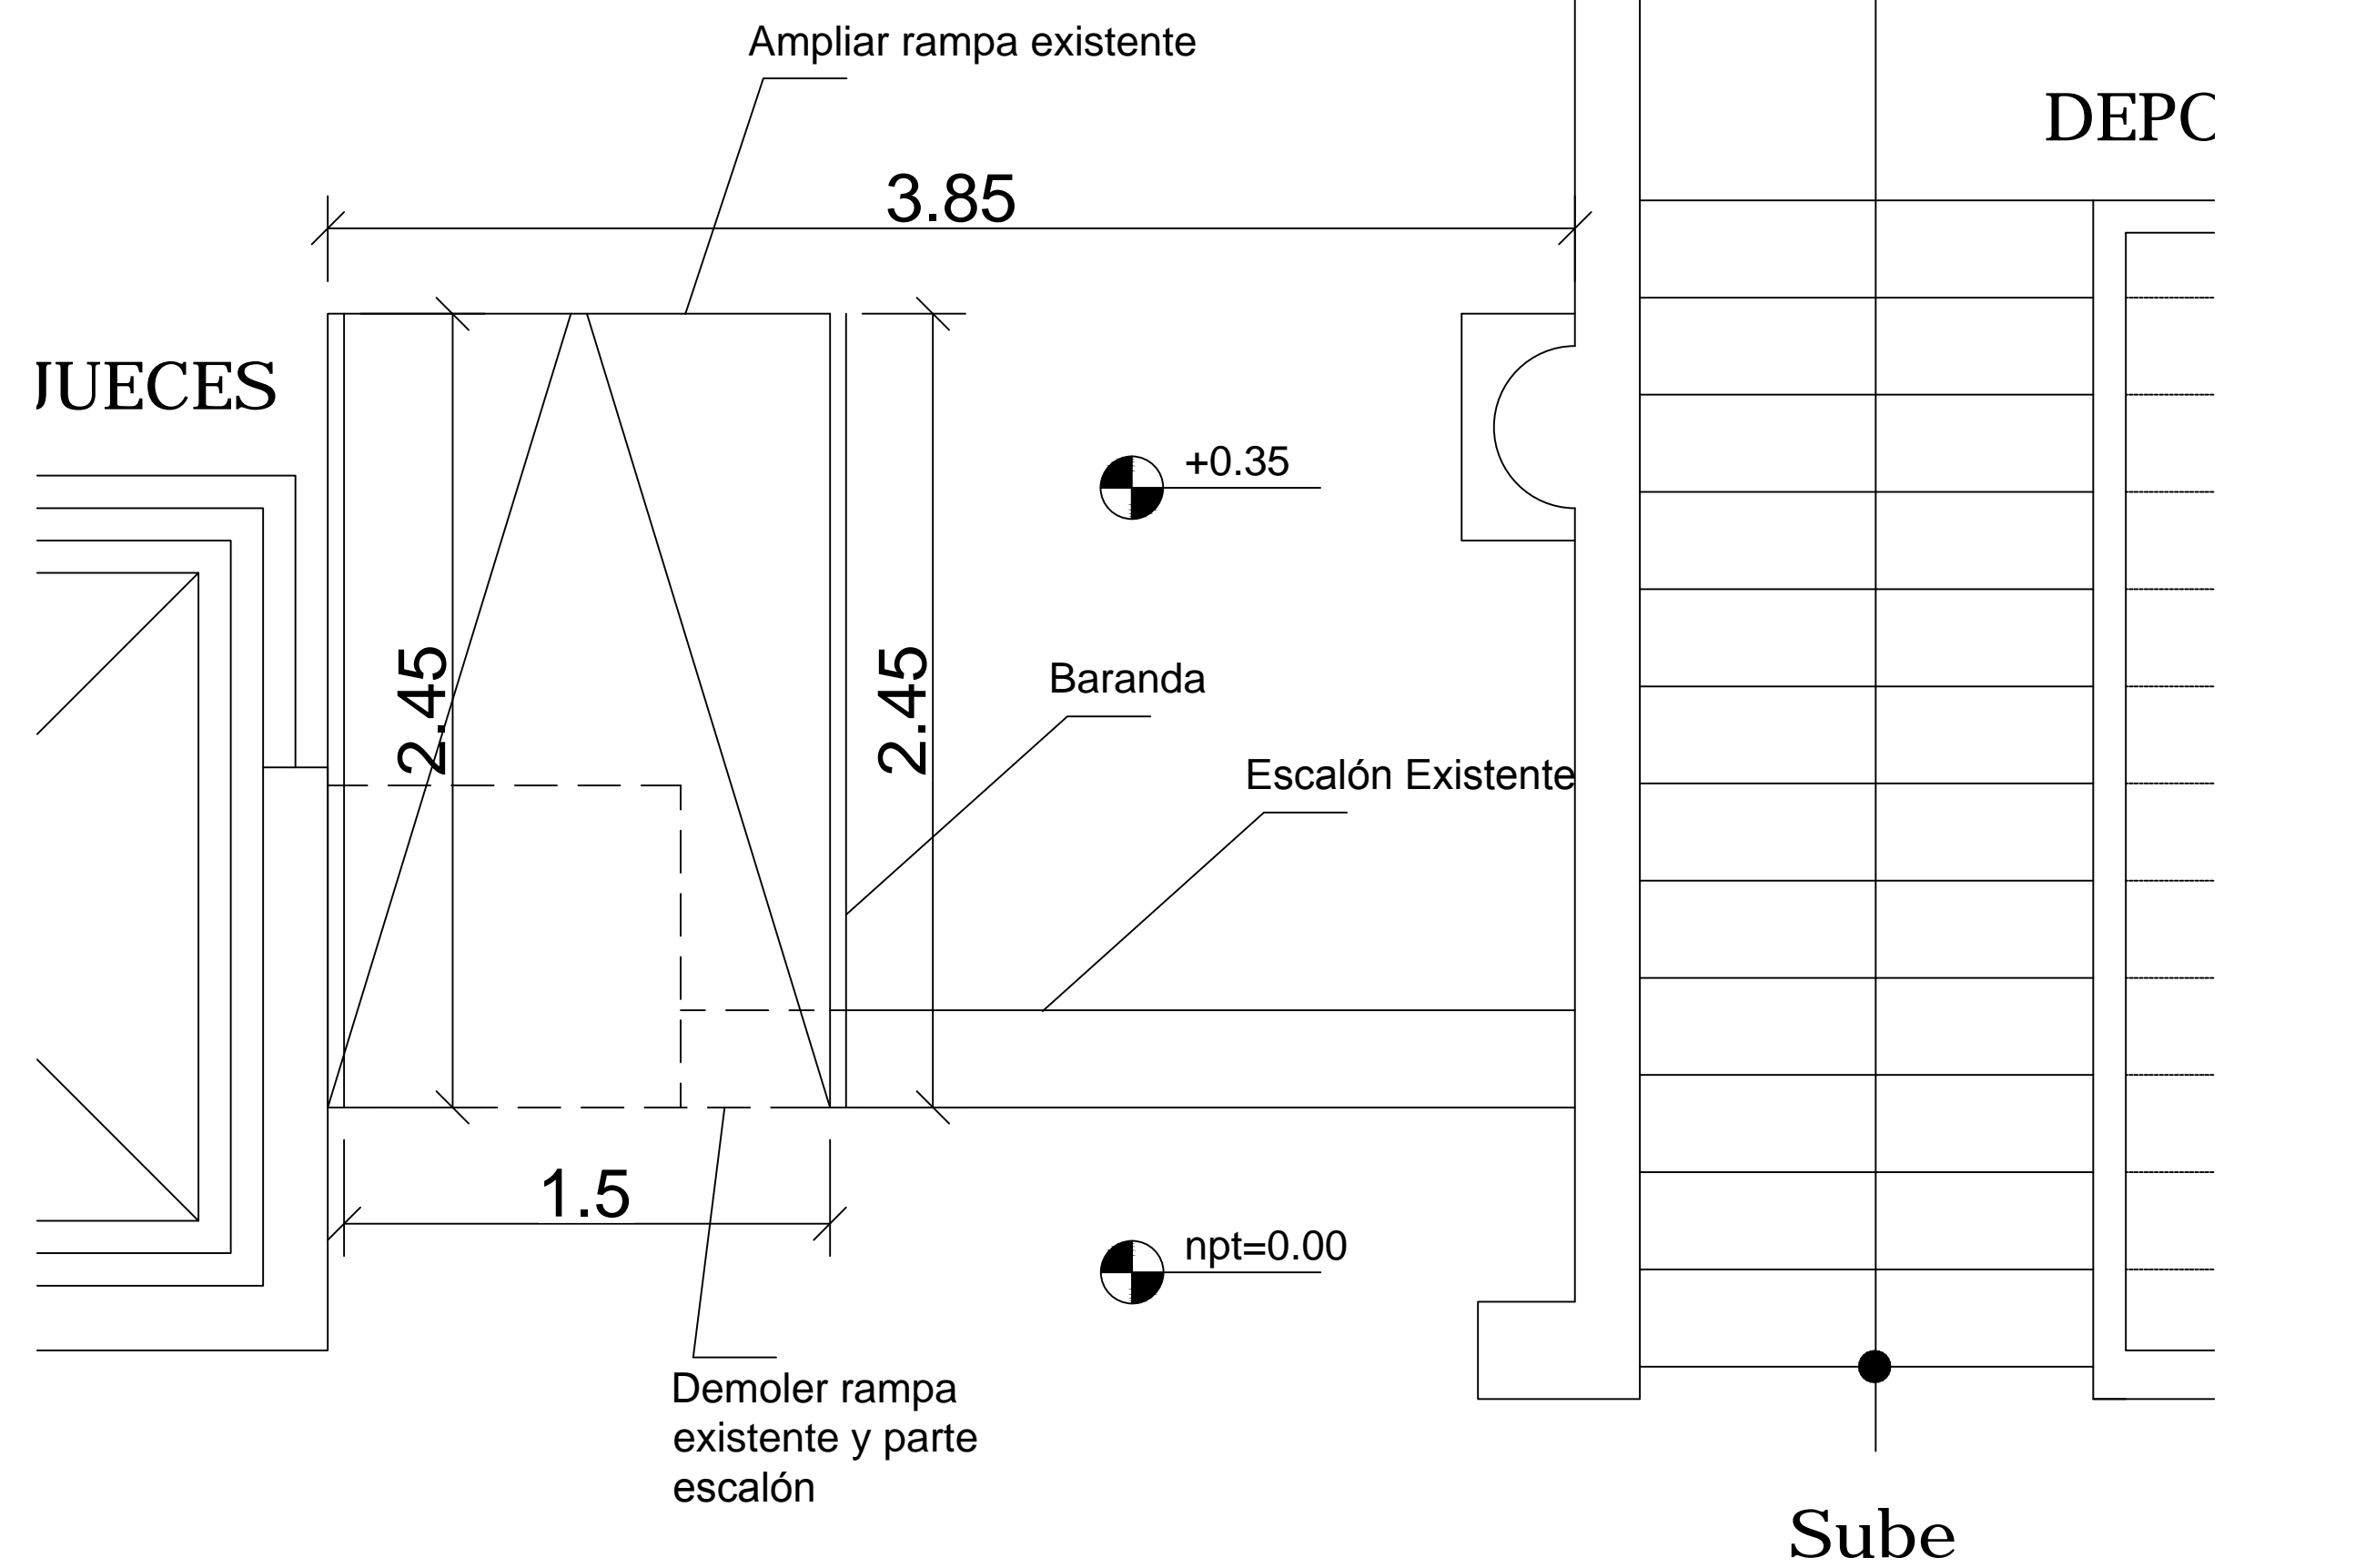 Ampliar rampa existente
DEPO
3.85
JUECES
+0.35
2.45
2.45
Baranda
Escalón Existente
1.5
npt=0.00
Demoler rampa
existente y parte
escalón
Sube